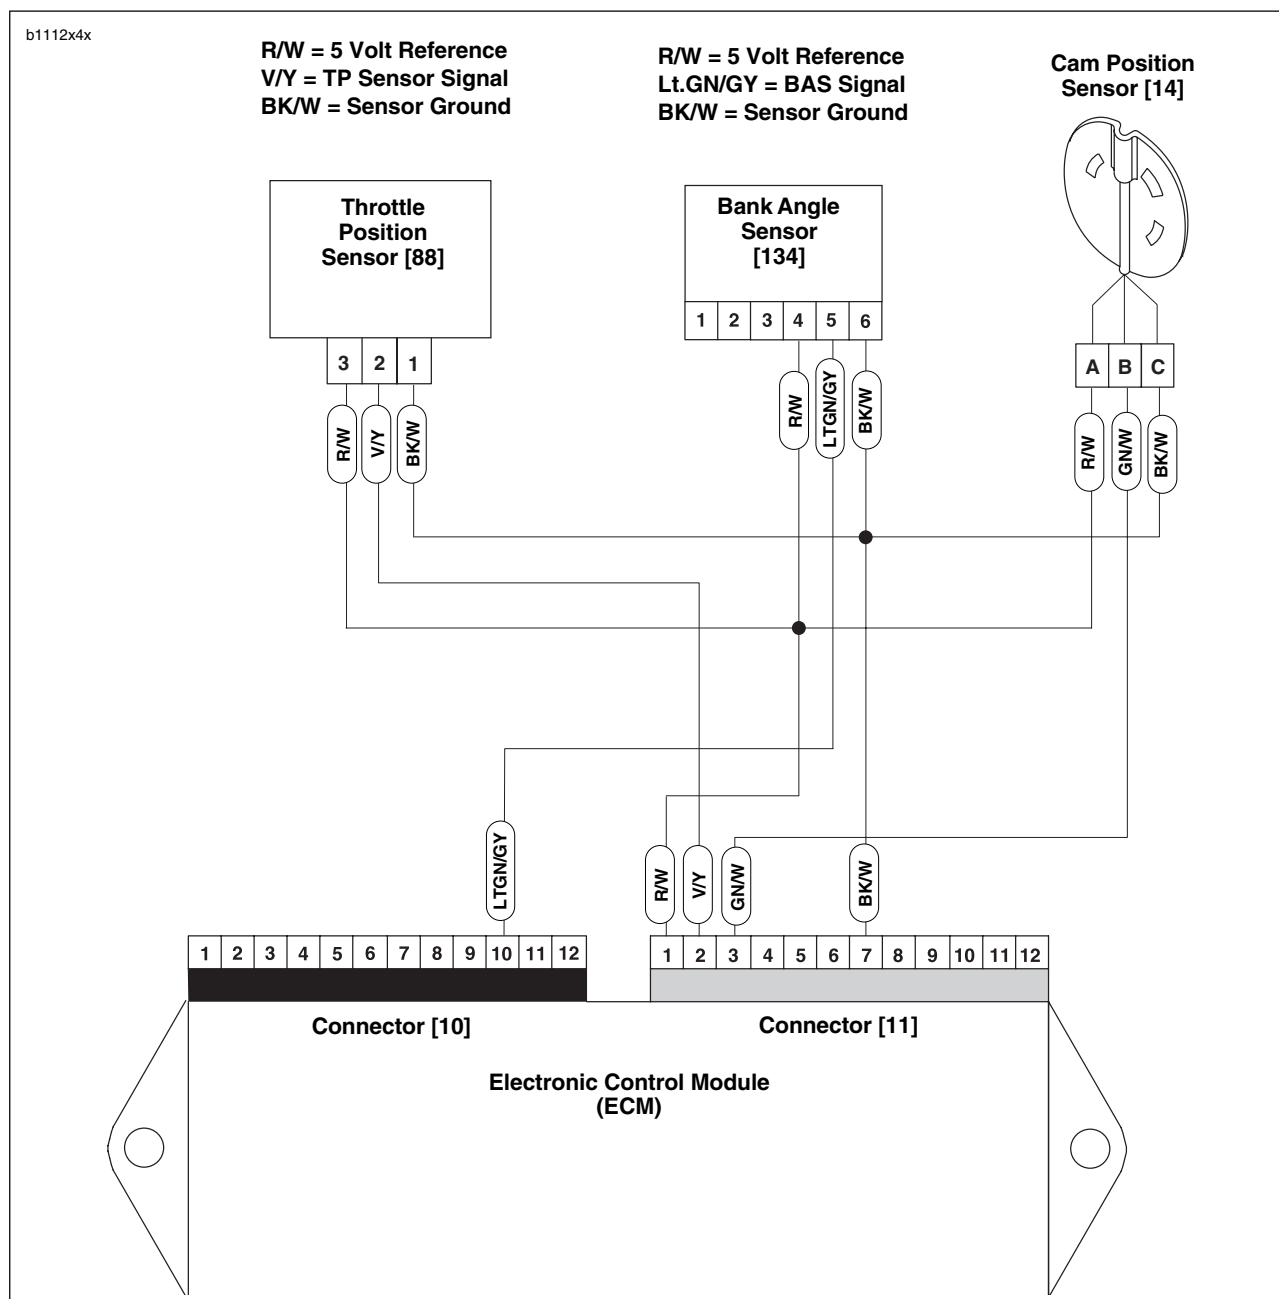 b1112x4x
R/W = 5 Volt Reference
V/Y = TP Sensor Signal
BK/W = Sensor Ground
R/W = 5 Volt Reference
Lt.GN/GY = BAS Signal
BK/W = Sensor Ground
Cam Position
Sensor [14]
Throttle
Position
Sensor [88]
3 2 1
R/W V/Y BK/W
Bank Angle
Sensor
[134]
1 2 3 4 5 6
R/W LTGN/GY BK/W
A B C
R/W GN/W BK/W
LTGN/GY
R/W V/Y GN/W BK/W
1 2 3 4 5 6 7 8 9 10 11 12
1 2 3 4 5 6 7 8 9 10 11 12
Connector [10]
Connector [11]
Electronic Control Module
(ECM)